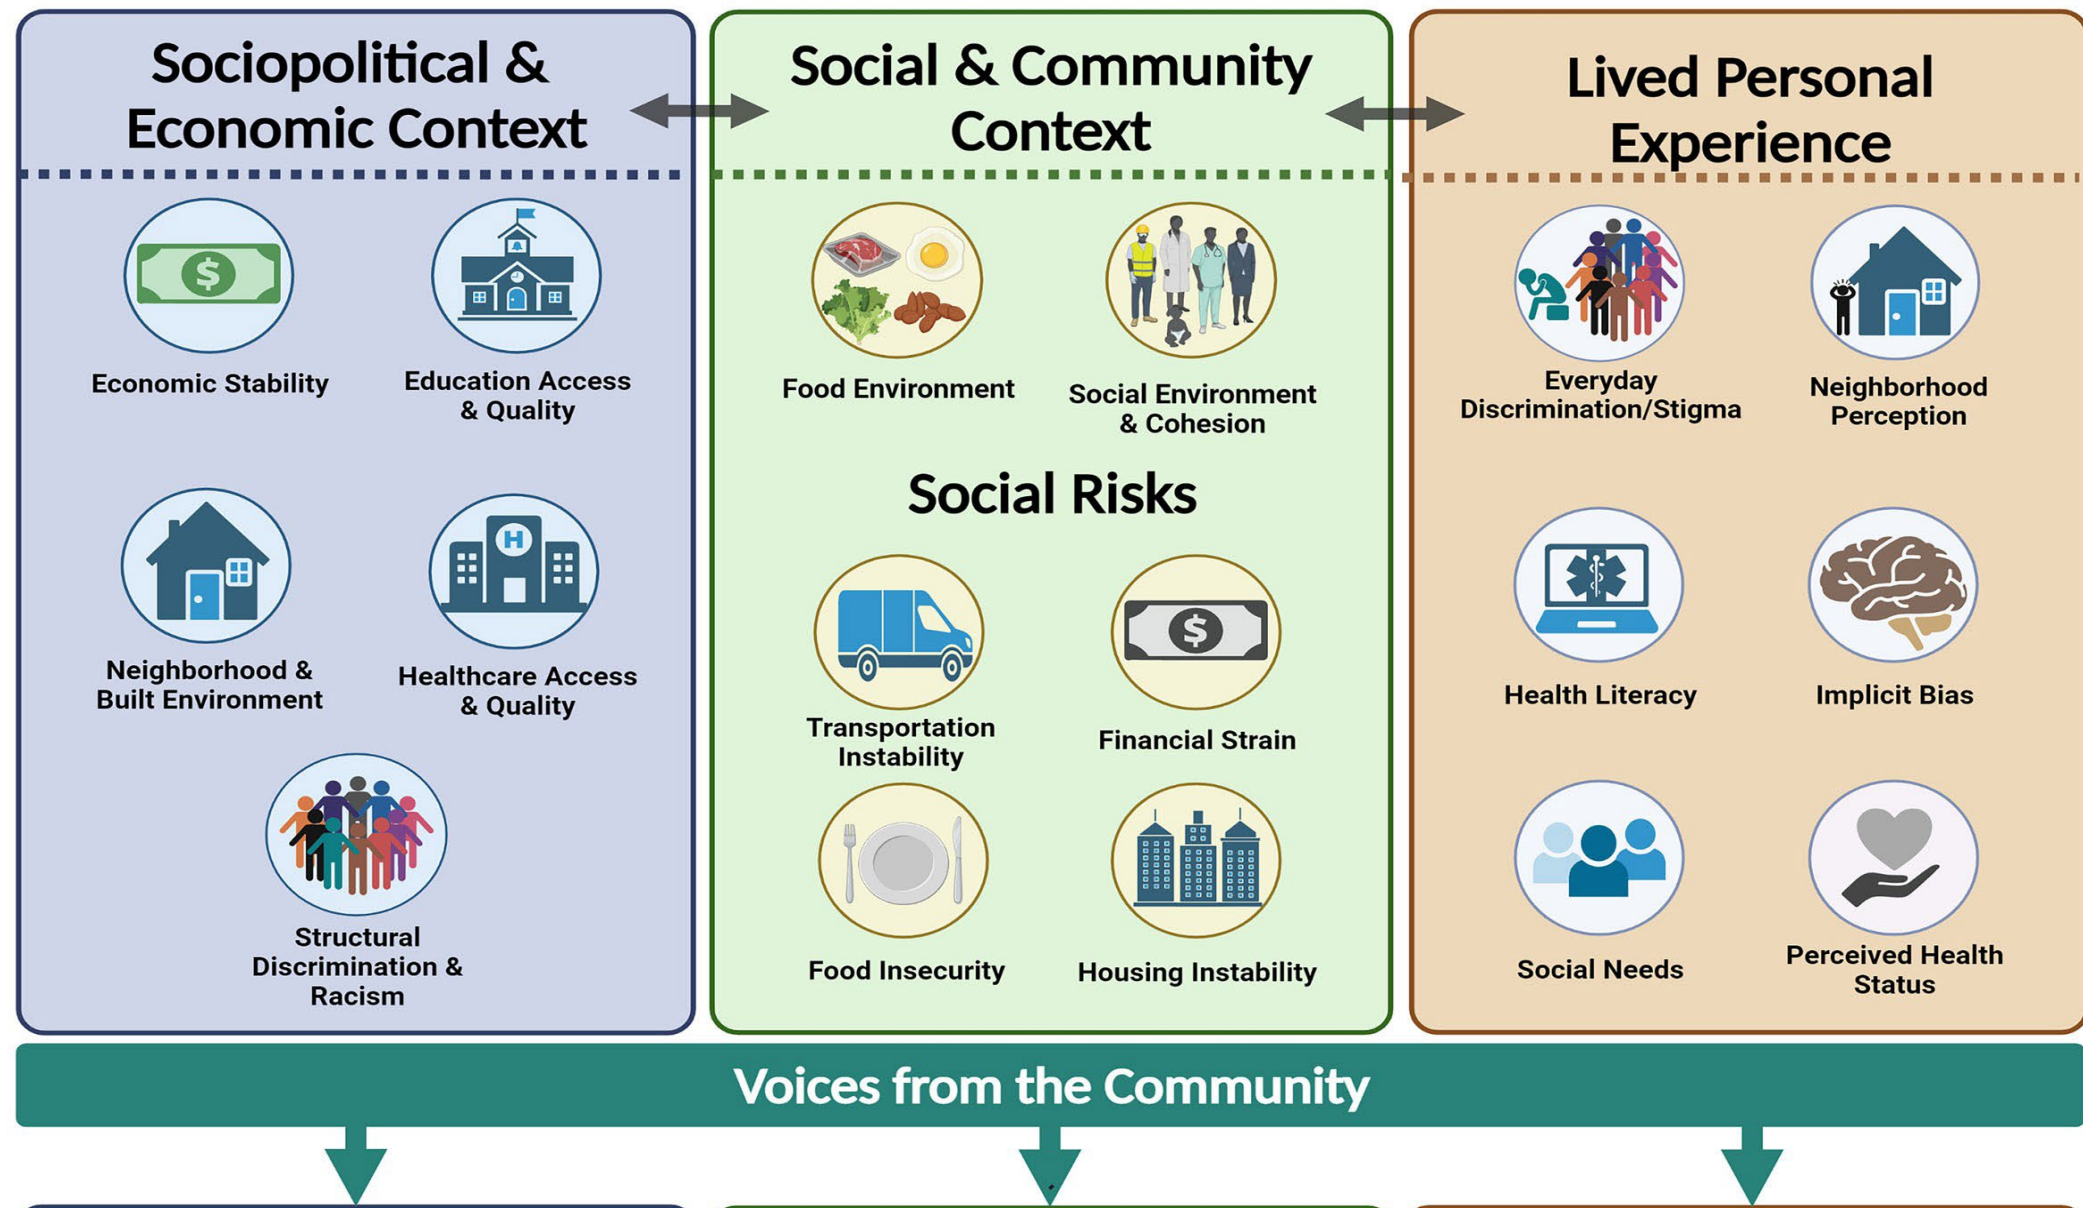 Sociopolitical &
Economic Context
$
Economic Stability
Education Access
& Quality
Neighborhood &
Built Environment
H
Healthcare Access
& Quality
Structural
Discrimination &
Racism
Social & Community
Context
Food Environment
Social Environment
& Cohesion
Social Risks
Transportation
Instability
$
Financial Strain
Food Insecurity
Housing Instability
Lived Personal
Experience
Everyday
Discrimination/Stigma
Neighborhood
Perception
Health Literacy
Implicit Bias
Social Needs
Perceived Health
Status
Voices from the Community